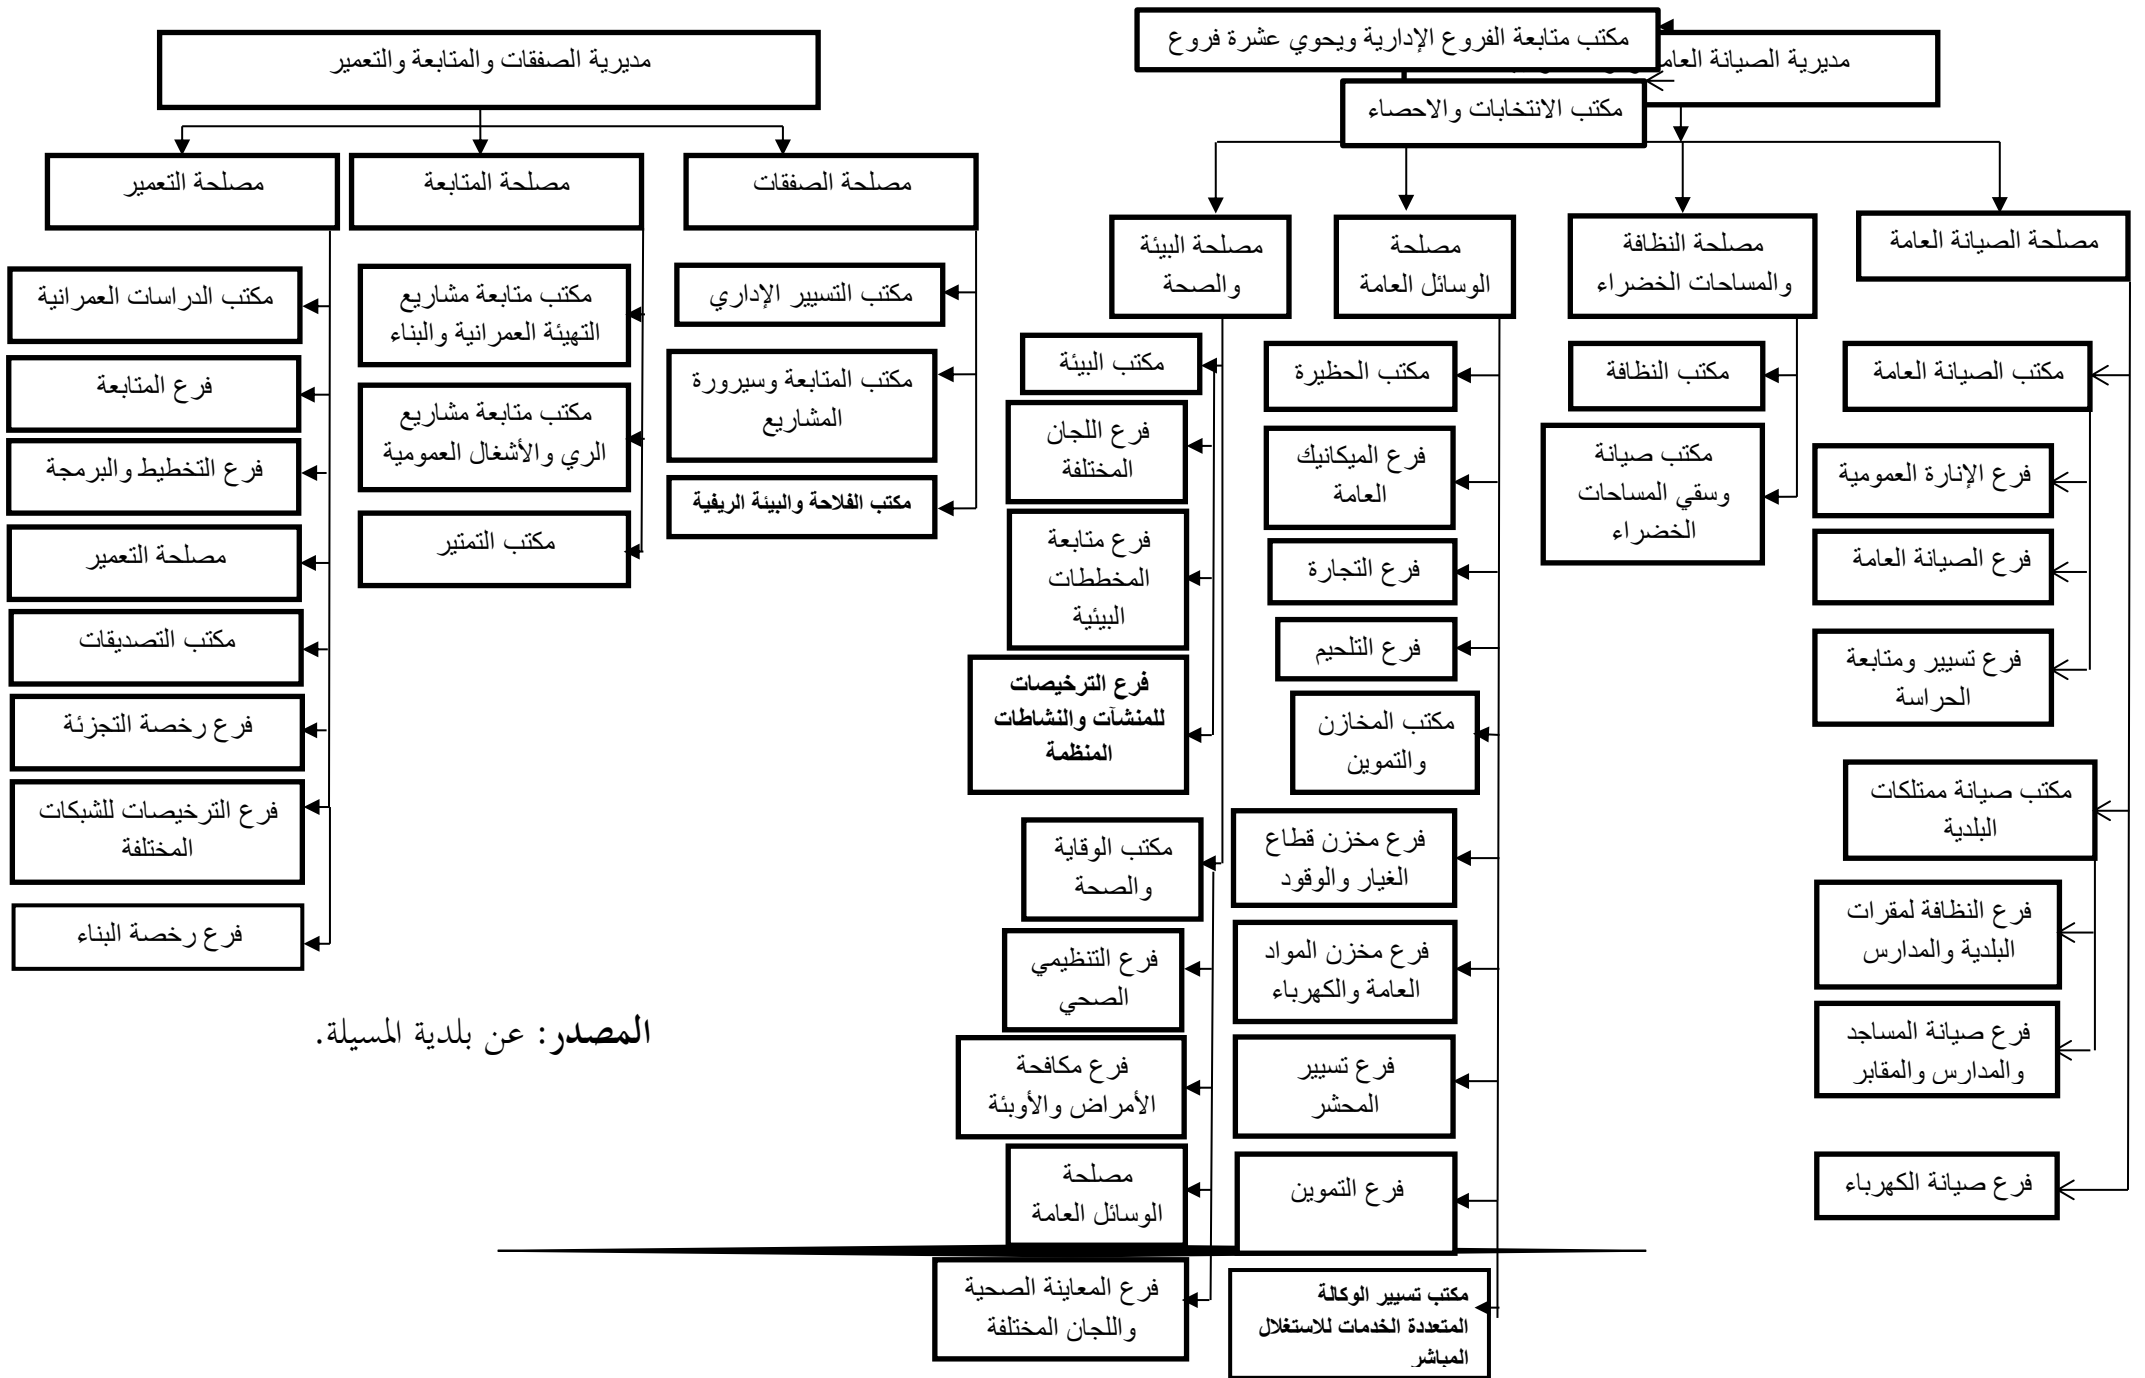 مكتب متابعة الفروع الإدارية ويحوي عشرة فروع
مديرية الصيانة
مكتب الانتخابات والاحصاء
مصلحة الصيانة العامة
مكتب الصيانة العامة
فرع الإنارة العمومية
فرع الصيانة العامة
فرع تسيير ومتابعة
الحراسة
مكتب صيانة ممتلكات
البلدية
فرع النظافة لمقرات
البلدية والمدارس
فرع صيانة المساجد
والمدارس والمقابر
فرع صيانة الكهرباء
مصلحة النظافة
والمساحات الخضراء
مكتب النظافة
مكتب صيانة
وسقي المساحات
الخضراء
مصلحة
الوسائل العامة
مكتب الحظيرة
فرع الميكانيك
العامة
فرع التجارة
فرع التلحيم
مكتب المخازن
والتموين
فرع مخزن قطاع
الغيار والوقود
فرع مخزن المواد
العامة والكهرباء
فرع تسيير
المحشر
فرع التموين
مكتب تسيير الوكالة
المتعددة الخدمات للاستغلال
المباشر
مصلحة البيئة
والصحة
مكتب البيئة
فرع اللجان
المختلفة
فرع متابعة
المخططات
البيئية
فرع الترخيصات
للمنشآت والنشاطات
المنظمة
مكتب الوقاية
والصحة
فرع التنظيمي
الصحي
فرع مكافحة
الأمراض والأوبئة
مصلحة
الوسائل العامة
فرع المعاينة الصحية
واللجان المختلفة
مديرية الصفقات والمتابعة والتعمير
مصلحة الصفقات
مكتب التسيير الإداري
مكتب المتابعة وسيرورة
المشاريع
مكتب الفلاحة والبيئة الريفية
مصلحة المتابعة
مكتب متابعة مشاريع
التهيئة العمرانية والبناء
مكتب متابعة مشاريع
الري والأشغال العمومية
مكتب التمتير
مصلحة التعمير
مكتب الدراسات العمرانية
فرع المتابعة
فرع التخطيط والبرمجة
مصلحة التعمير
مكتب التصديقات
فرع رخصة التجزئة
فرع الترخيصات للشبكات
المختلفة
فرع رخصة البناء
المصدر: عن بلدية المسيلة.